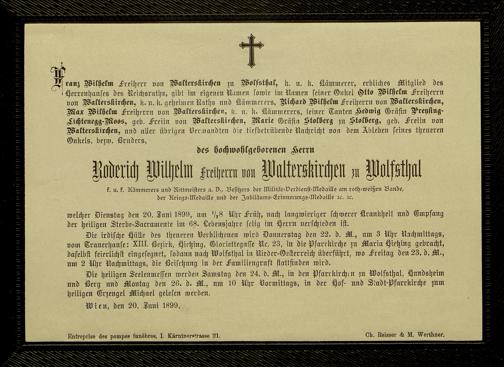 Franz Wilhelm Freiherr von Walterskirchen zu Wolfsthal, k. u. k. Kämmerer, erbliches Mitglied des
Herrenhauses des Reichsraths, gibt im eigenen Namen sowie im Namen seiner Onkel Otto Wilhelm Freiherrn
von Walterskirchen, k. u. k. geheimen Raths und Kämmerers, Richard Wilhelm Freiherrn von Walterskirchen,
Max Wilhelm Freiherrn von Walterskirchen, k. u. k. Kämmerers, seiner Tanten Hedwig Gräfin Preysing-
Lichtenegg-Moos, geb. Freiin von Walterskirchen, Marie Gräfin Stolberg zu Stolberg, geb. Freiin von
Walterskirchen, und aller übrigen Verwandten die tiefbetrübende Nachricht von dem Ableben seines theueren
Onkels, bezw. Bruders,
des hochwohlgeborenen Herrn
Roderich Wilhelm Freiherrn von Walterskirchen zu Wolfsthal
k. u. k. Kämmerers und Rittmeisters a. D., Besitzers der Militär-Verdienst-Medaille am roth-weißen Bande,
der Kriegs-Medaille und der Jubiläums-Erinnerungs-Medaille ꝛc. ꝛc.
welcher Dienstag den 20. Juni 1899, um 1/28 Uhr Früh, nach langwieriger schwerer Krankheit und Empfang
der heiligen Sterbe-Sacramente im 68. Lebensjahre selig im Herrn verschieden ist.
Die irdische Hülle des theueren Verblichenen wird Donnerstag den 22. d. M., um 3 Uhr Nachmittags,
vom Trauerhause: XIII. Bezirk, Hietzing, Gloriettegasse Nr. 23, in die Pfarrkirche zu Maria Hietzing gebracht,
daselbst feierlich eingesegnet, sodann nach Wolfsthal in Nieder-Oesterreich überführt, wo Freitag den 23. d. M.,
um 2 Uhr Nachmittags, die Beisetzung in der Familiengruft stattfinden wird.
Die heiligen Seelenmessen werden Samstag den 24. d. M., in den Pfarrkirchen zu Wolfsthal, Hundsheim
und Berg und Montag den 26. d. M., um 10 Uhr Vormittags, in der Hof- und Stadt-Pfarrkirche zum
heiligen Erzengel Michael gelesen werden.
Wien, den 20. Juni 1899.
Entreprise des pompes funèbres, I. Kärntnerstrasse 21.
Ch. Reisser & M. Werthner.